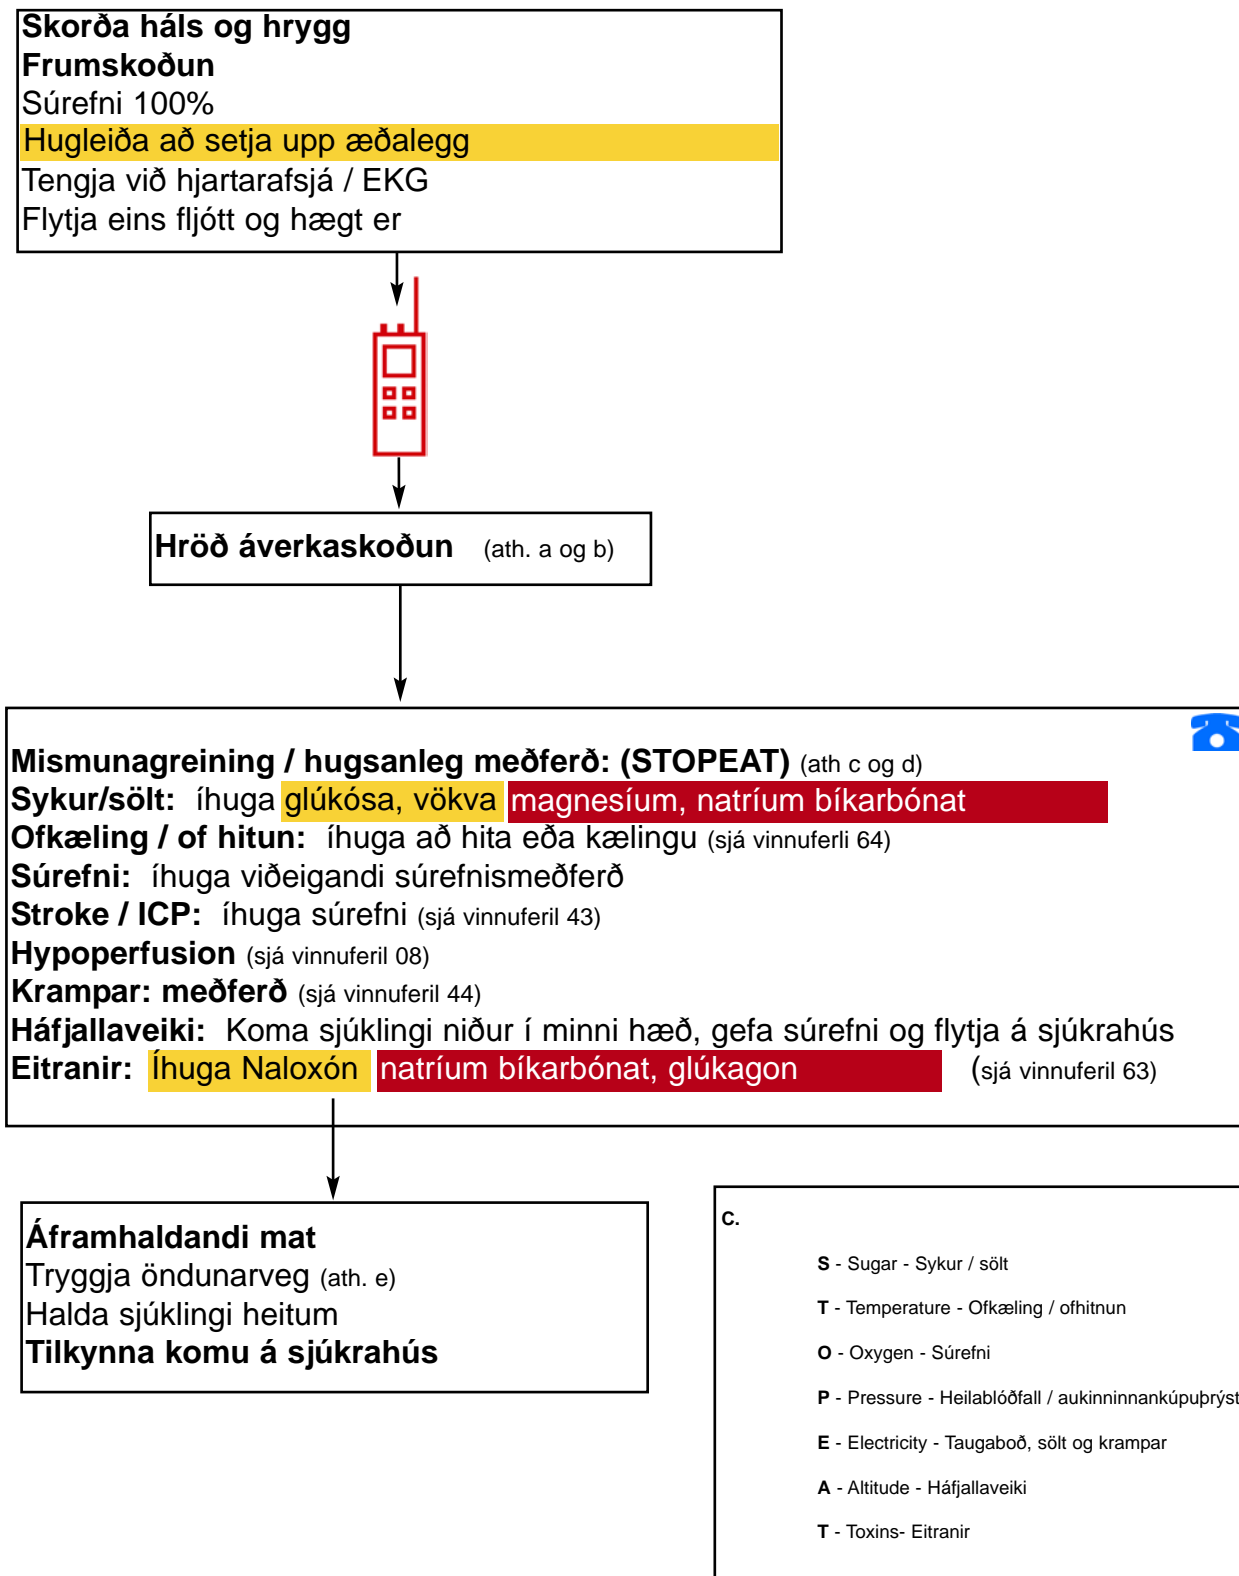 Skorða háls og hrygg
Frumskoðun
Súrefni 100%
Hugleiða að setja upp æðalegg
Tengja við hjartarafsjá / EKG
Flytja eins fljótt og hægt er
Hröð áverkaskoðun (ath. a og b)
Mismunagreining / hugsanleg meðferð: (STOPEAT) (ath c og d)
Sykur/sölt: íhuga glúkósa, vökva magnesíum, natríum bíkarbónat
Ofkæling / of hitun: íhuga að hita eða kælingu (sjá vinnuferli 64)
Súrefni: íhuga viðeigandi súrefnismeðferð
Stroke / ICP: íhuga súrefni (sjá vinnuferil 43)
Hypoperfusion (sjá vinnuferil 08)
Krampar: meðferð (sjá vinnuferil 44)
Háfjallaveiki: Koma sjúklingi niður í minni hæð, gefa súrefni og flytja á sjúkrahús
Eitranir: Íhuga Naloxón natríum bíkarbónat, glúkagon (sjá vinnuferil 63)
Áframhaldandi mat
Tryggja öndunarveg (ath. e)
Halda sjúklingi heitum
Tilkynna komu á sjúkrahús
C.
S - Sugar - Sykur / sölt
T - Temperature - Ofkæling / ofhitnun
O - Oxygen - Súrefni
P - Pressure - Heilablóðfall / aukinninnankúpuþrýst
E - Electricity - Taugaboð, sölt og krampar
A - Altitude - Háfjallaveiki
T - Toxins- Eitranir